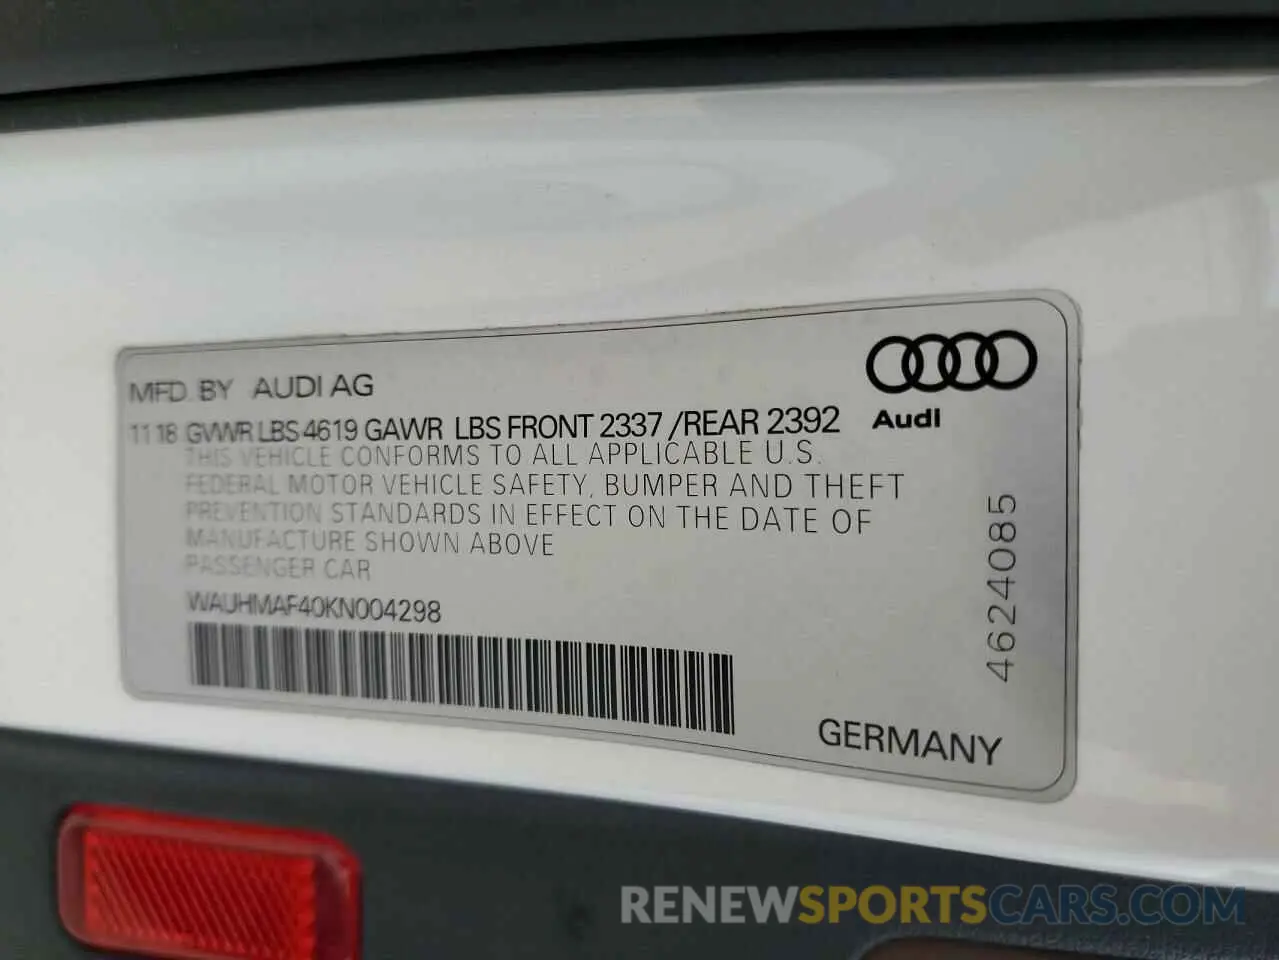 MFD. BY AUDI AG
Audi
11 18 GVWR LBS 4619 GAWR LBS FRONT 2337 /REAR 2392
THIS VEHICLE CONFORMS TO ALL APPLICABLE U.S.
FEDERAL MOTOR VEHICLE SAFETY, BUMPER AND THEFT
PREVENTION STANDARDS IN EFFECT ON THE DATE OF
MANUFACTURE SHOWN ABOVE
PASSENGER CAR
WAUHMAF40KN004298
4624085
GERMANY
RENEWSPORTSCARS.COM